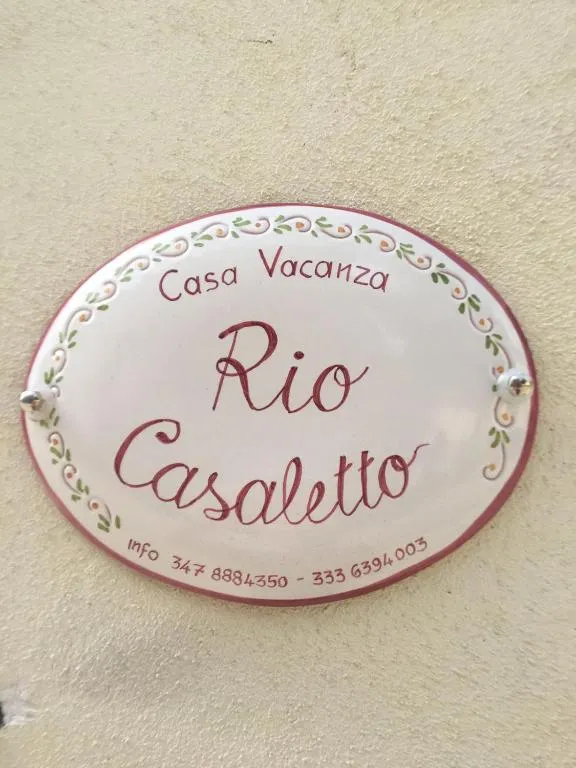 Casa Vacanza
Rio
Casaletto
info 347 8884350 - 333 6394003